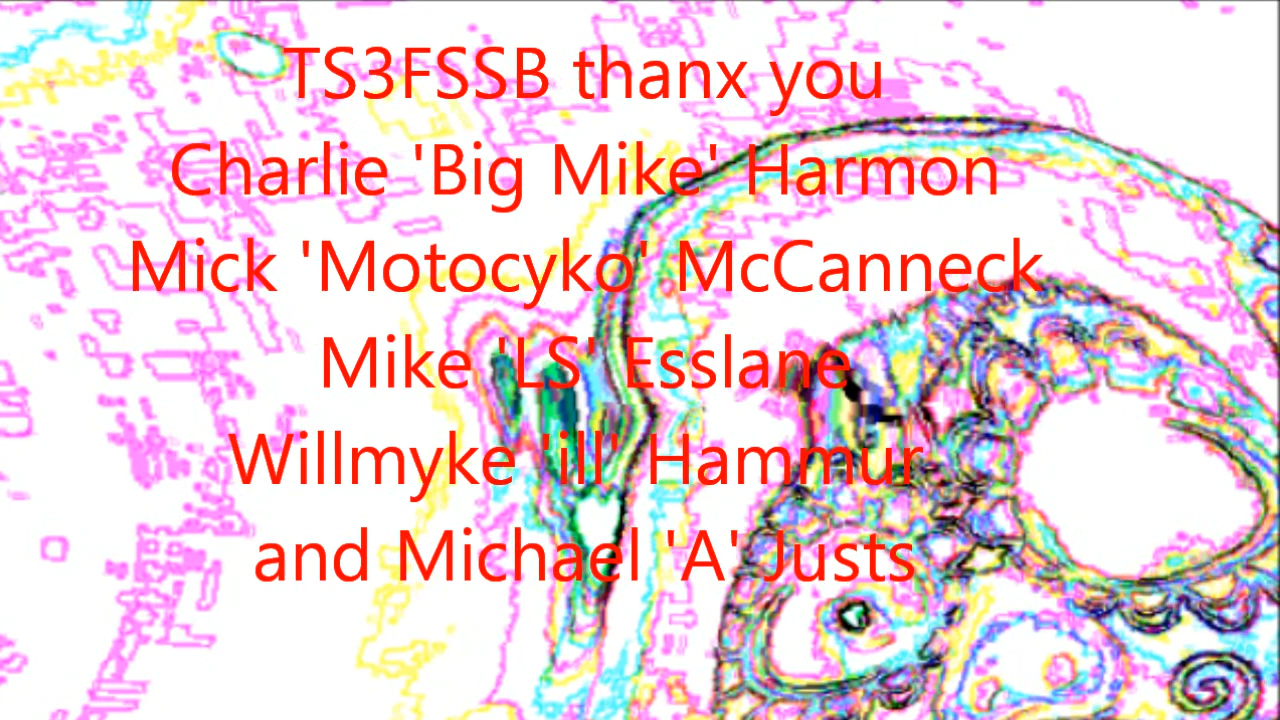 TS3FSSB thanx you
Charlie 'Big Mike' Harmon
Mick 'Motocyko' McCanneck
Mike 'LS' Esslane
Willmyke 'ill' Hammur
and Michael 'A' Justs